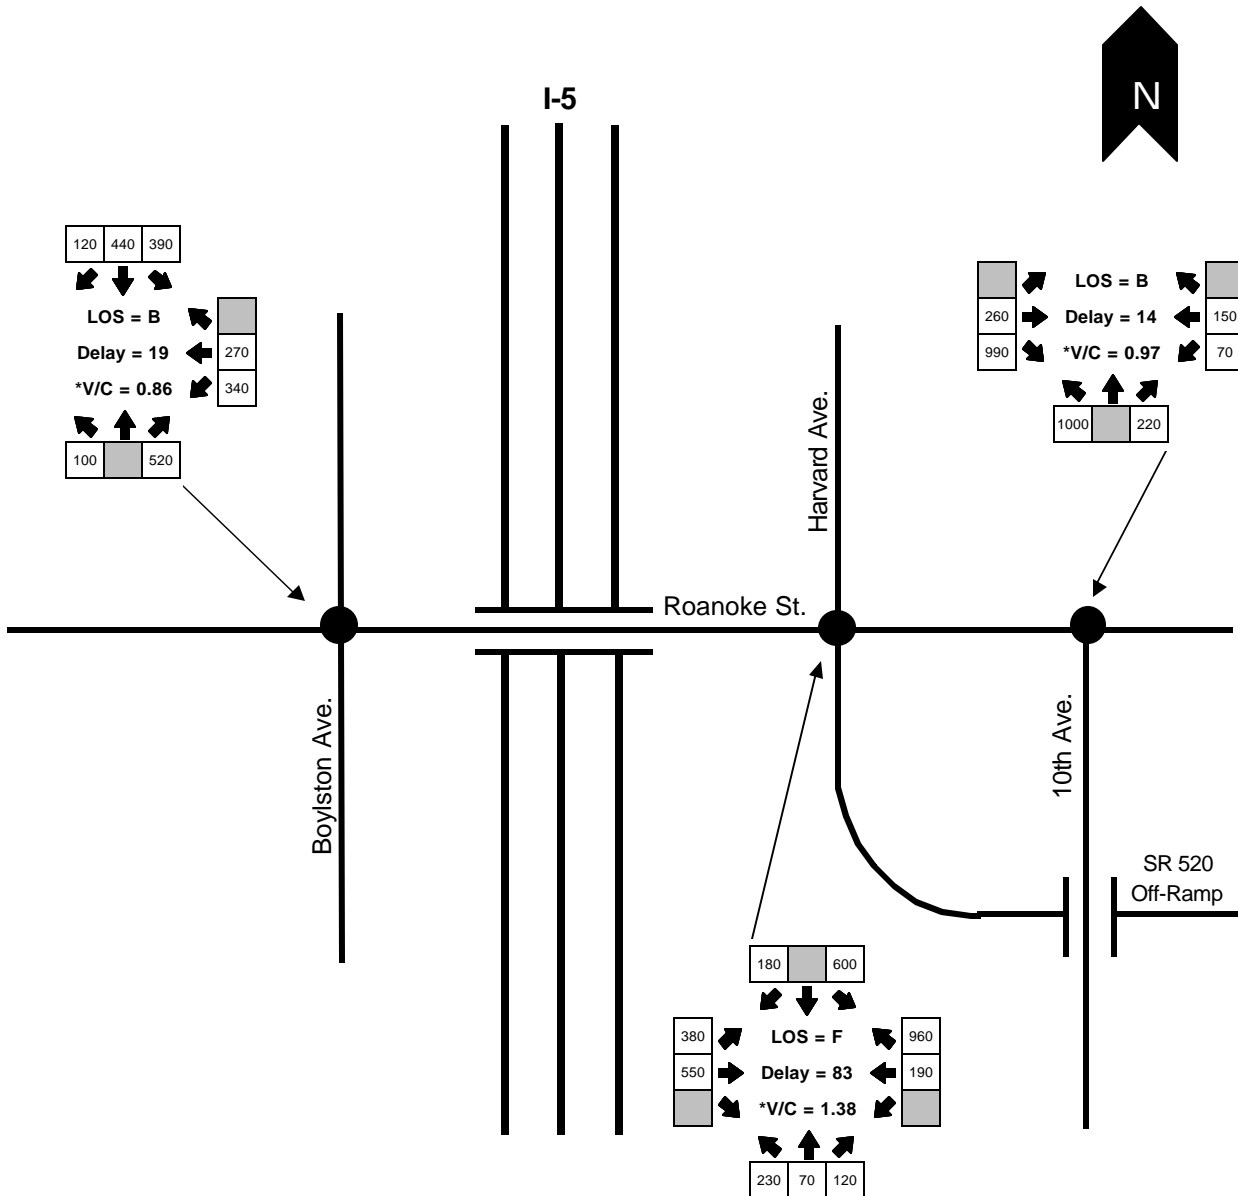 N
I-5
120 440 390
LOS = B
Delay = 19
*V/C = 0.86
270
340
100 520
260
990
LOS = B
Delay = 14
*V/C = 0.97
150
70
1000 220
Harvard Ave.
Roanoke St.
Boylston Ave.
10th Ave.
SR 520
Off-Ramp
180 600
380
550
LOS = F
Delay = 83
*V/C = 1.38
960
190
230 70 120